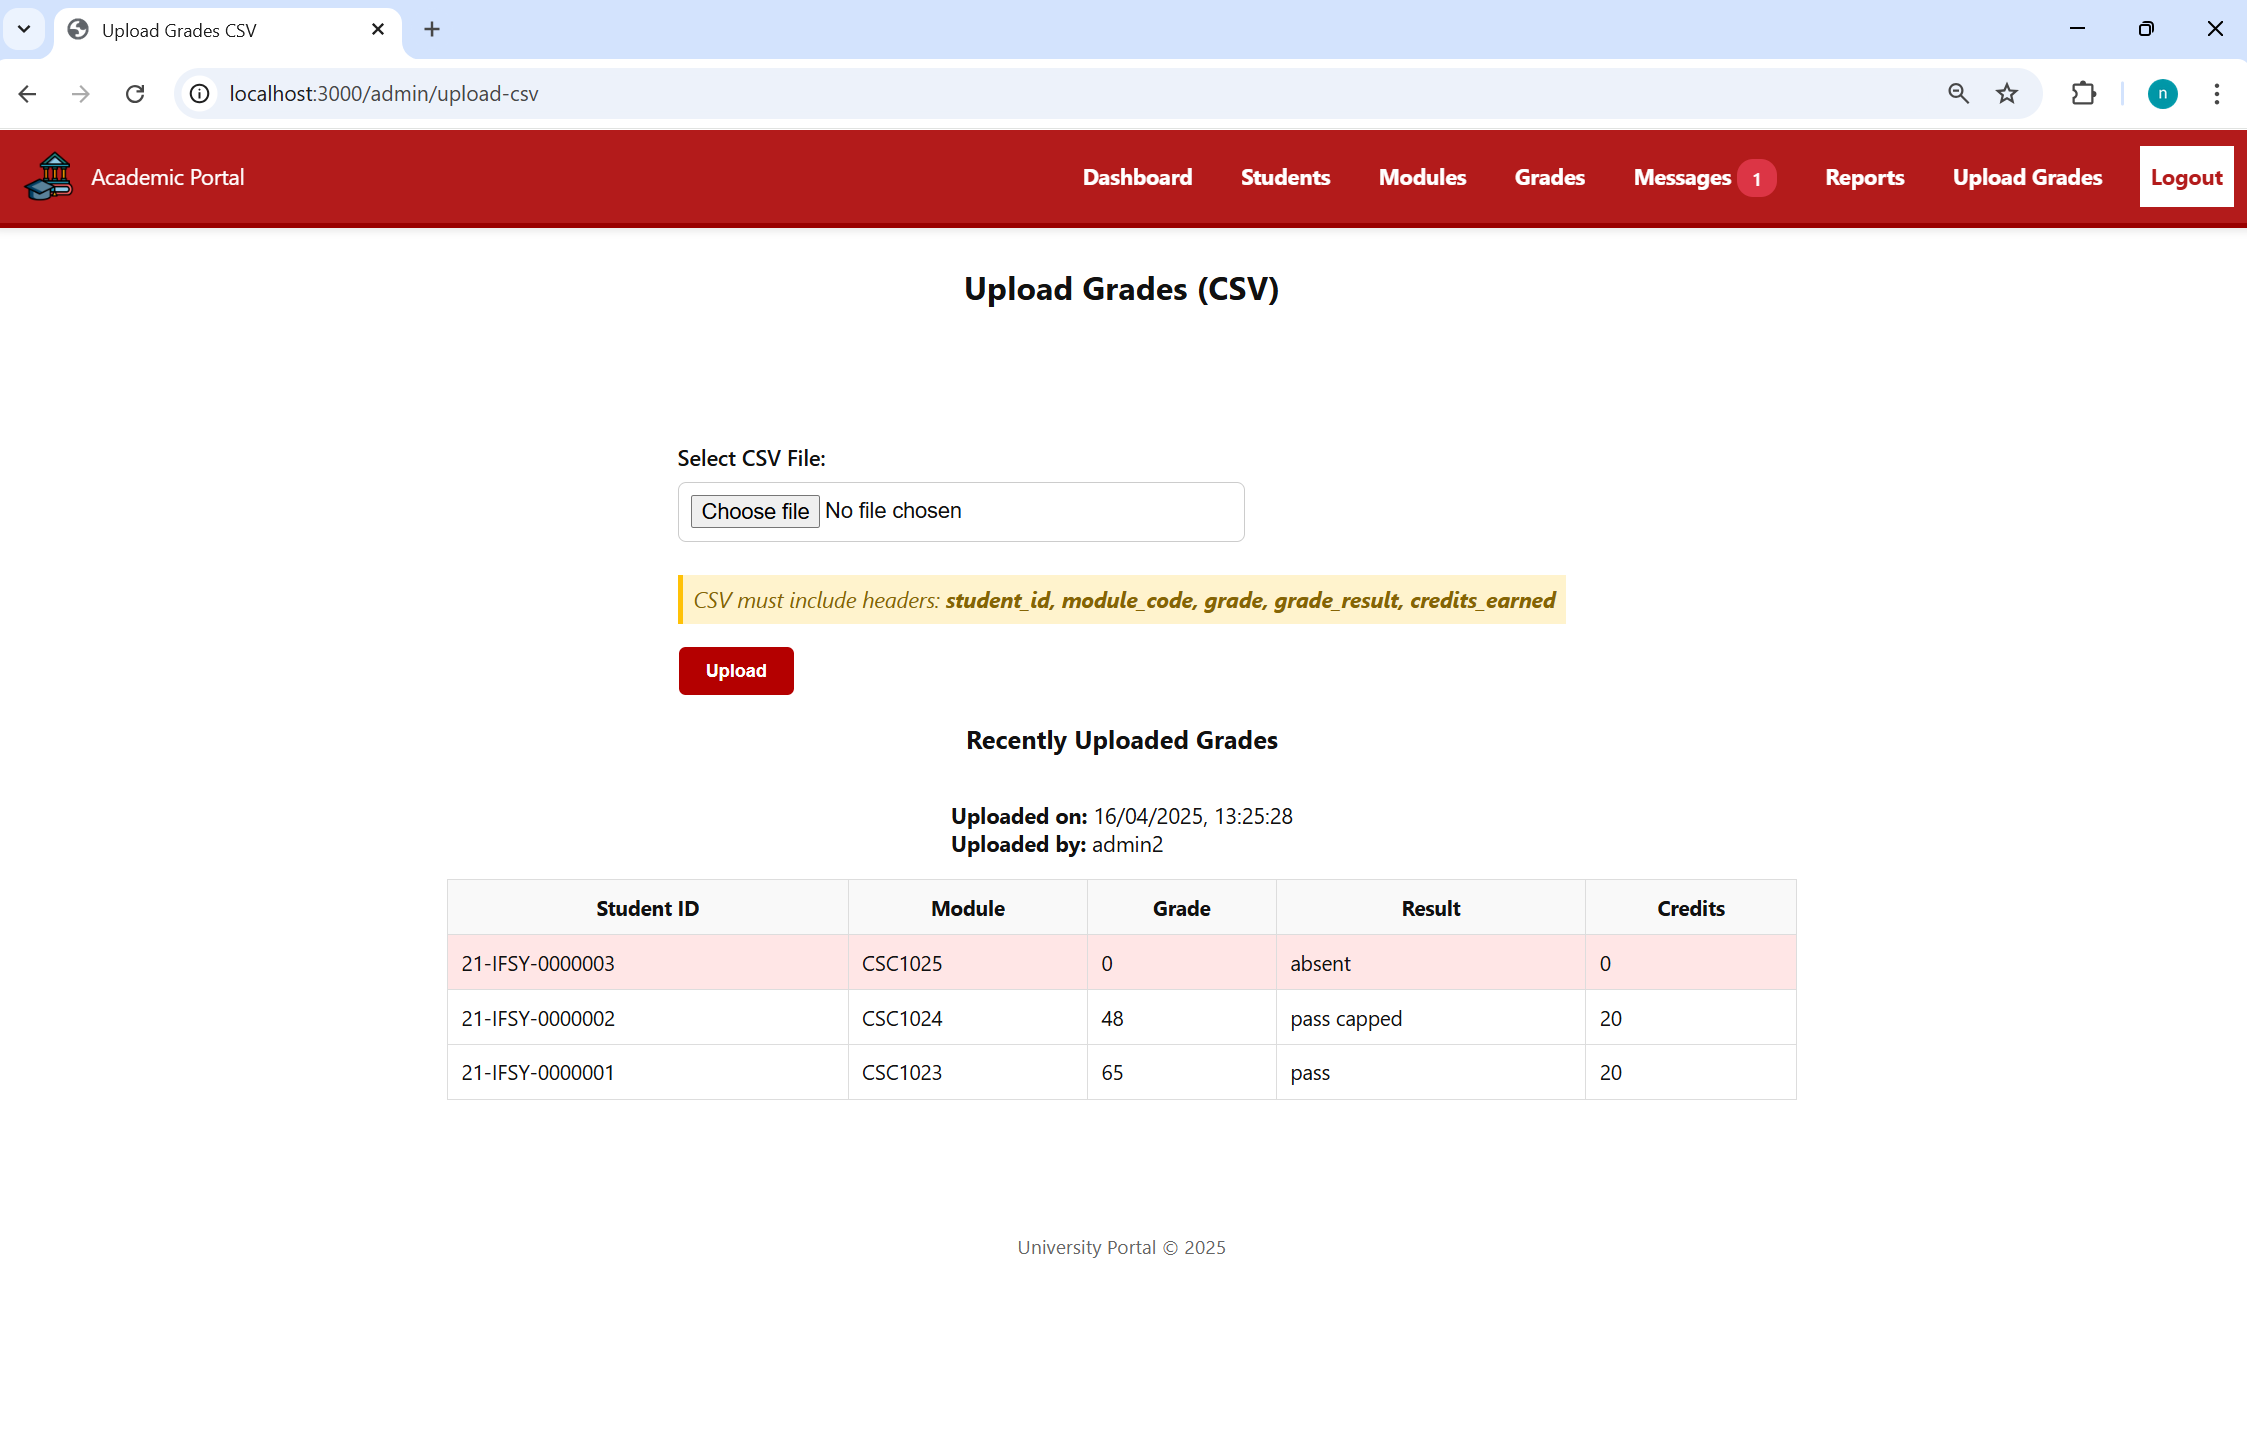 Upload Grades CSV
localhost:3000/admin/upload-csv
n
Academic Portal
Dashboard
Students
Modules
Grades
Messages 1
Reports
Upload Grades
Logout
Upload Grades (CSV)
Select CSV File:
Choose file No file chosen
CSV must include headers: student_id, module_code, grade, grade_result, credits_earned
Upload
Recently Uploaded Grades
Uploaded on: 16/04/2025, 13:25:28
Uploaded by: admin2
Student ID Module Grade Result Credits
21-IFSY-0000003 CSC1025 0 absent 0
21-IFSY-0000002 CSC1024 48 pass capped 20
21-IFSY-0000001 CSC1023 65 pass 20
University Portal © 2025